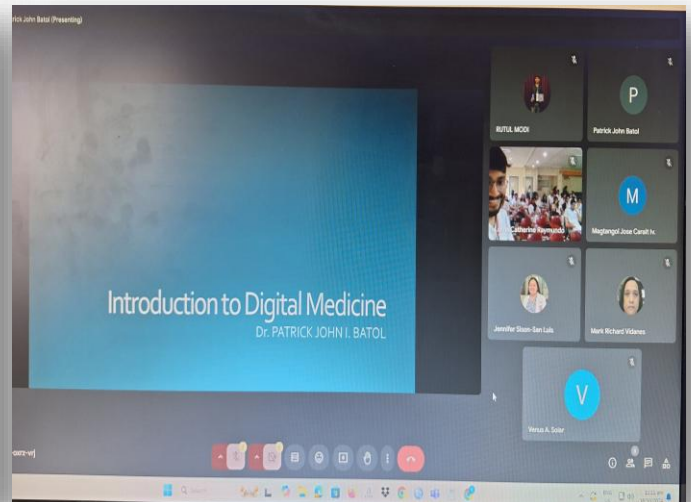 rick John Batol (Presenting)
RUTUL MODI
P
Patrick John Batol
Catherine Raymundo
M
Magtangol Jose Carait Iv.
Introduction to Digital Medicine
Dr. PATRICK JOHN I. BATOL
Jennifer Sison-San Luis
Mark Richard Vidanes
V
Venus A. Soler